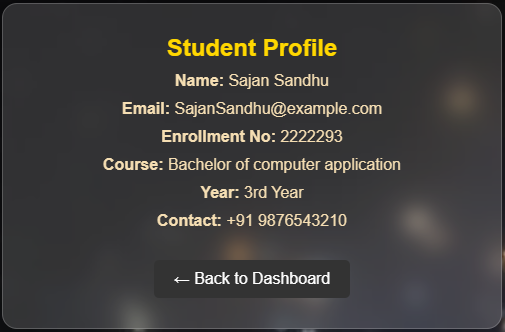 Student Profile
Name: Sajan Sandhu
Email: SajanSandhu@example.com
Enrollment No: 2222293
Course: Bachelor of computer application
Year: 3rd Year
Contact: +91 9876543210
← Back to Dashboard